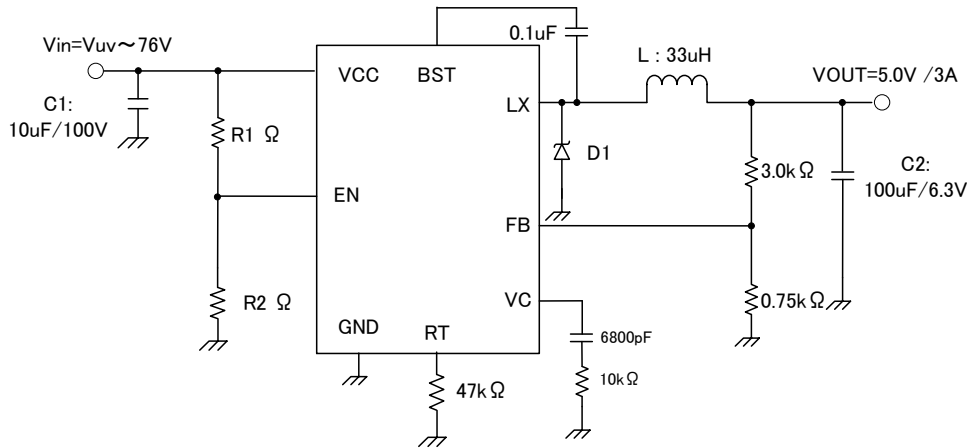 Vin=Vuv～76V
C1:
10uF/100V
R1 Ω
R2 Ω
VCC
BST
LX
EN
FB
VC
GND
RT
0.1uF
L : 33uH
VOUT=5.0V /3A
D1
3.0kΩ
C2:
100uF/6.3V
0.75kΩ
6800pF
10kΩ
47kΩ